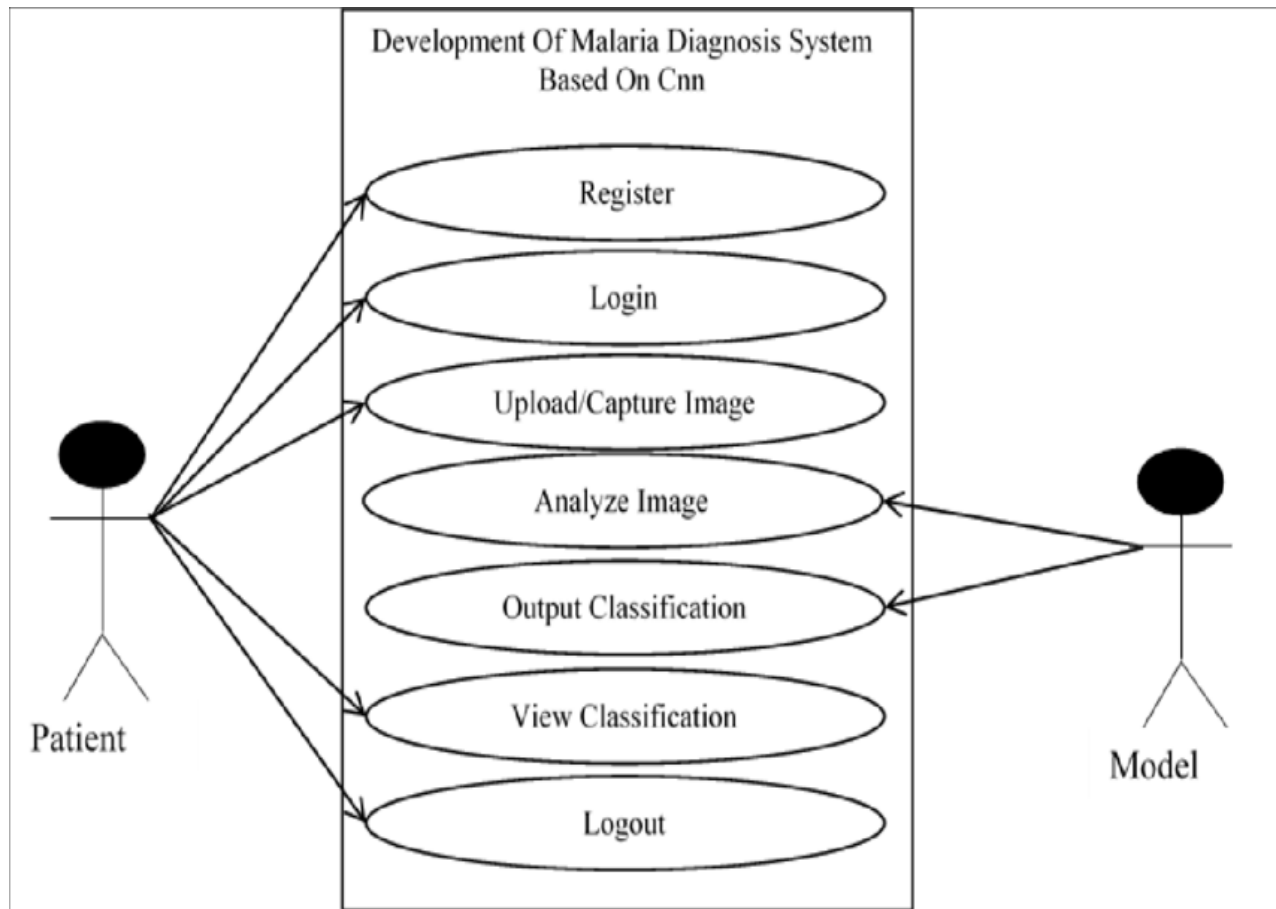 Development Of Malaria Diagnosis System
Based On Cnn
Register
Login
Upload/Capture Image
Analyze Image
Output Classification
View Classification
Logout
Patient
Model